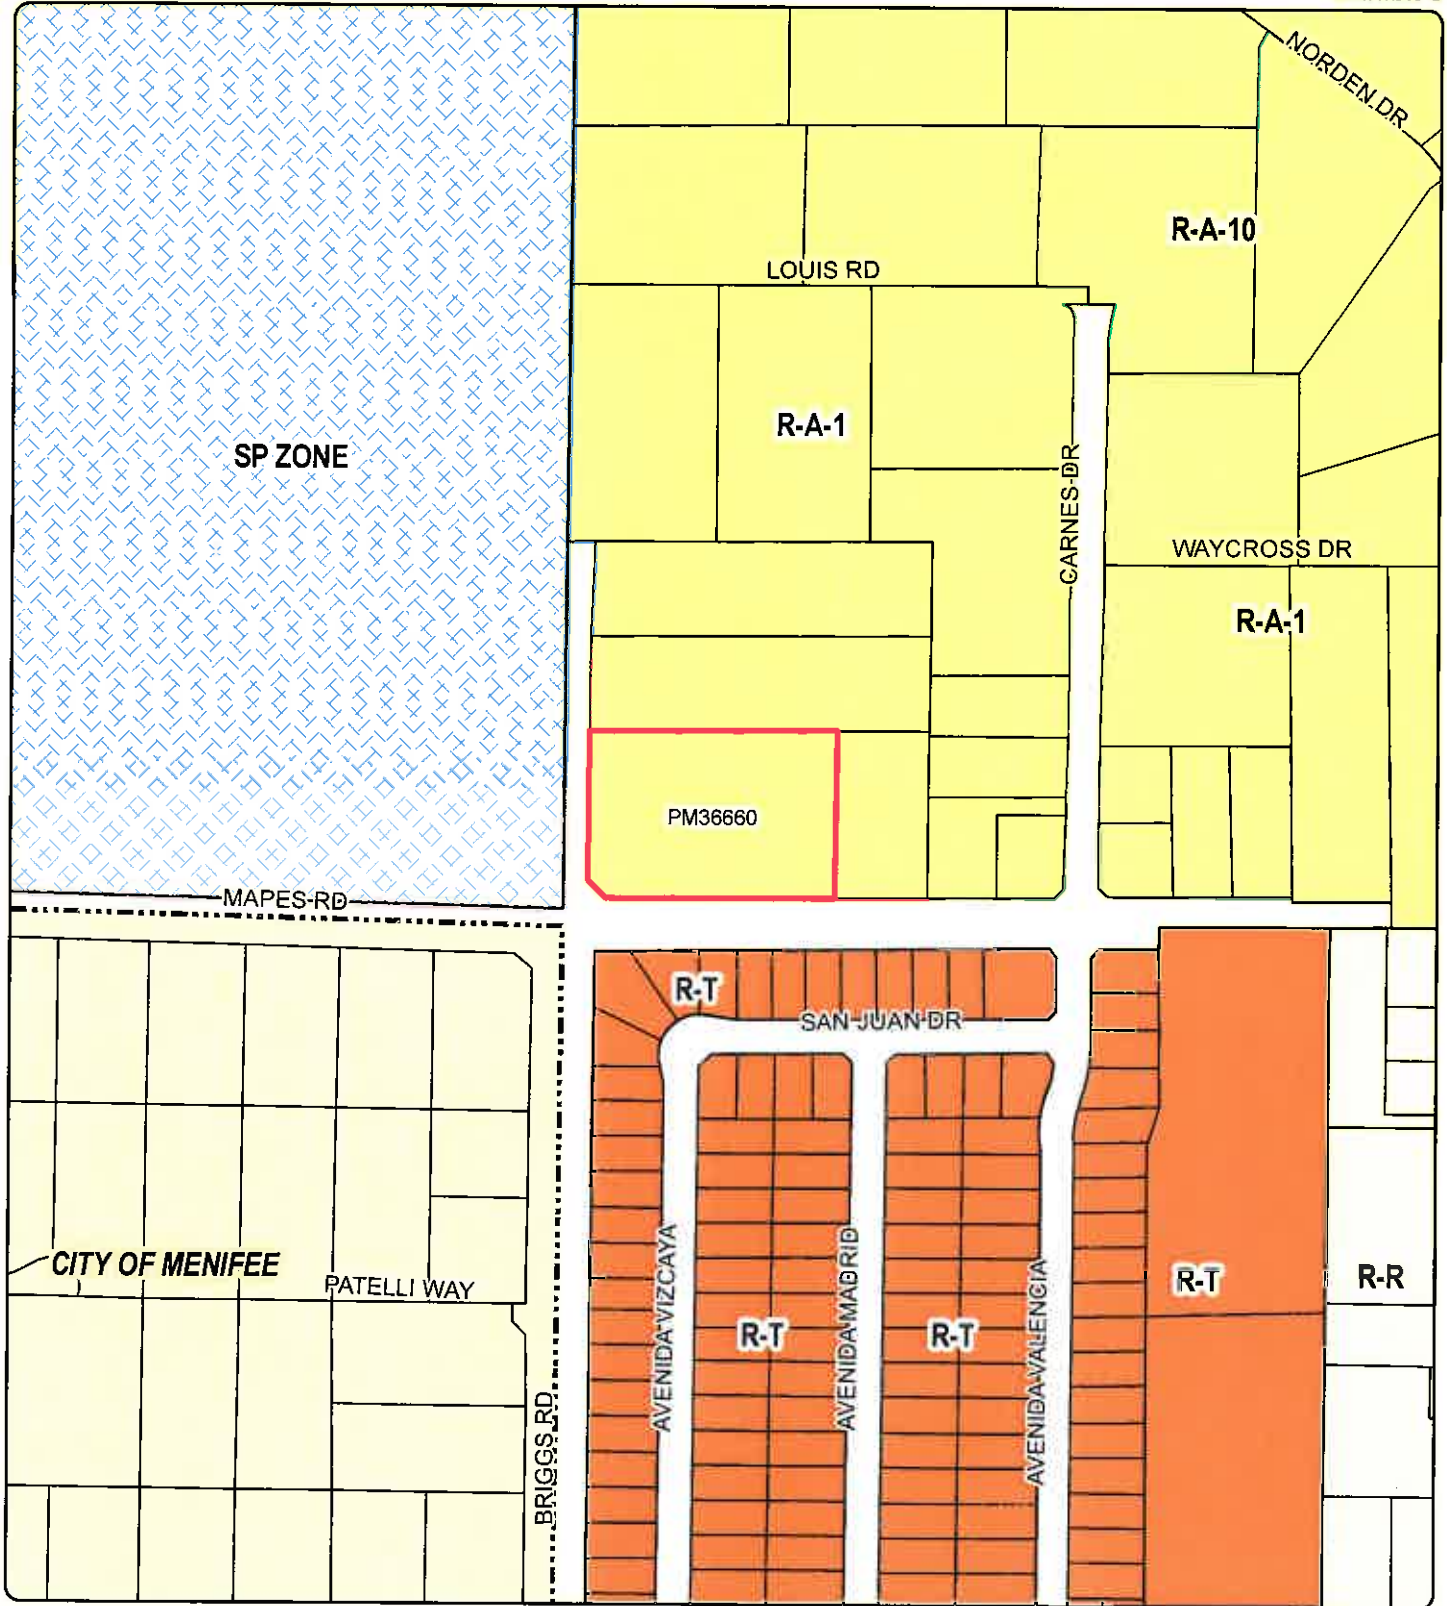 NORDEN DR
R-A-10
LOUIS RD
R-A-1
SP ZONE
CARNES DR
WAYCROSS DR
R-A-1
PM36660
MAPES RD
R-T
SAN JUAN DR
CITY OF MENIFEE
PATELLI WAY
AVENIDA VIZCAYA
AVENIDA MADRID
AVENIDA VALENCIA
R-T
R-R
R-T
R-T
BRIGGS RD